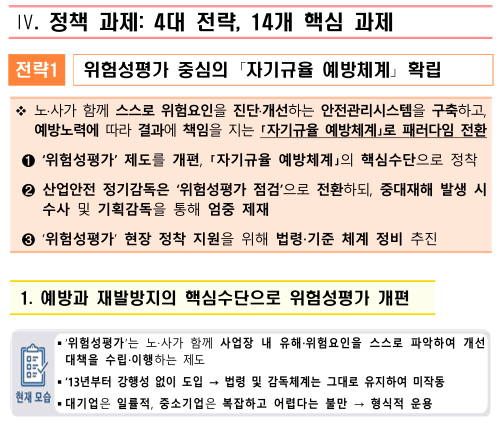 Ⅳ. 정책 과제: 4대 전략, 14개 핵심 과제
전략1 위험성평가 중심의 「자기규율 예방체계」 확립
❖ 노·사가 함께 스스로 위험요인을 진단·개선하는 안전관리시스템을 구축하고,
예방노력에 따라 결과에 책임을 지는 「자기규율 예방체계」로 패러다임 전환
❶ ‘위험성평가’ 제도를 개편, 「자기규율 예방체계」의 핵심수단으로 정착
❷ 산업안전 정기감독은 ‘위험성평가 점검’으로 전환하되, 중대재해 발생 시
수사 및 기획감독을 통해 엄중 제재
❸ ‘위험성평가’ 현장 정착 지원을 위해 법령·기준 체계 정비 추진
1. 예방과 재발방지의 핵심수단으로 위험성평가 개편
현재 모습
▪ ‘위험성평가’는 노·사가 함께 사업장 내 유해·위험요인을 스스로 파악하여 개선
대책을 수립·이행하는 제도
▪ ’13년부터 강행성 없이 도입 → 법령 및 감독체계는 그대로 유지하여 미작동
▪ 대기업은 일률적, 중소기업은 복잡하고 어렵다는 불만 → 형식적 운용